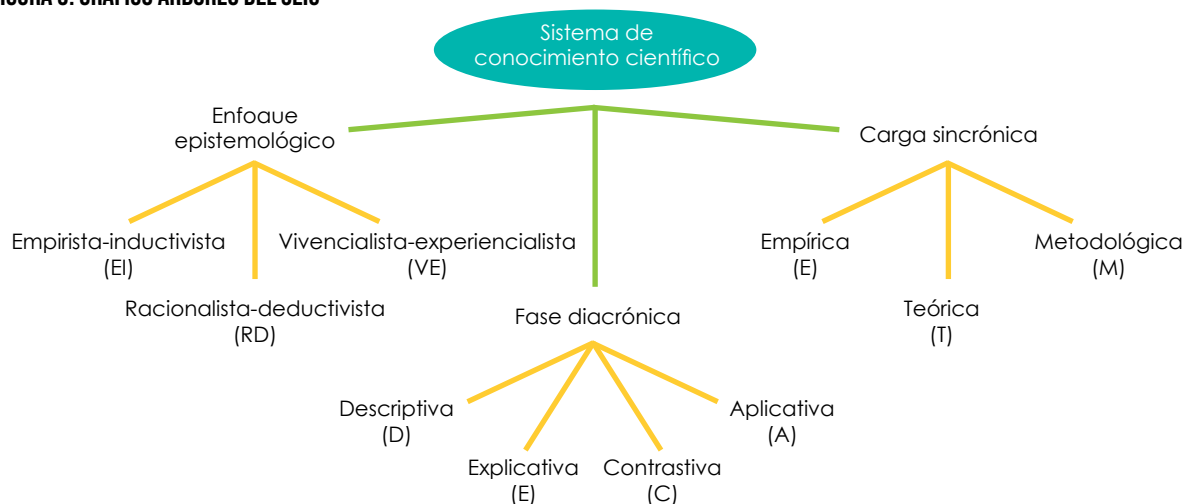 Sistema de
conocimiento científico
Enfoque
epistemológico
Carga sincrónica
Empirista-inductivista
(EI)
Vivencialista-experiencialista
(VE)
Empírica
(E)
Metodológica
(M)
Racionalista-deductivista
(RD)
Fase diacrónica
Teórica
(T)
Descriptiva
(D)
Aplicativa
(A)
Explicativa
(E)
Contrastiva
(C)